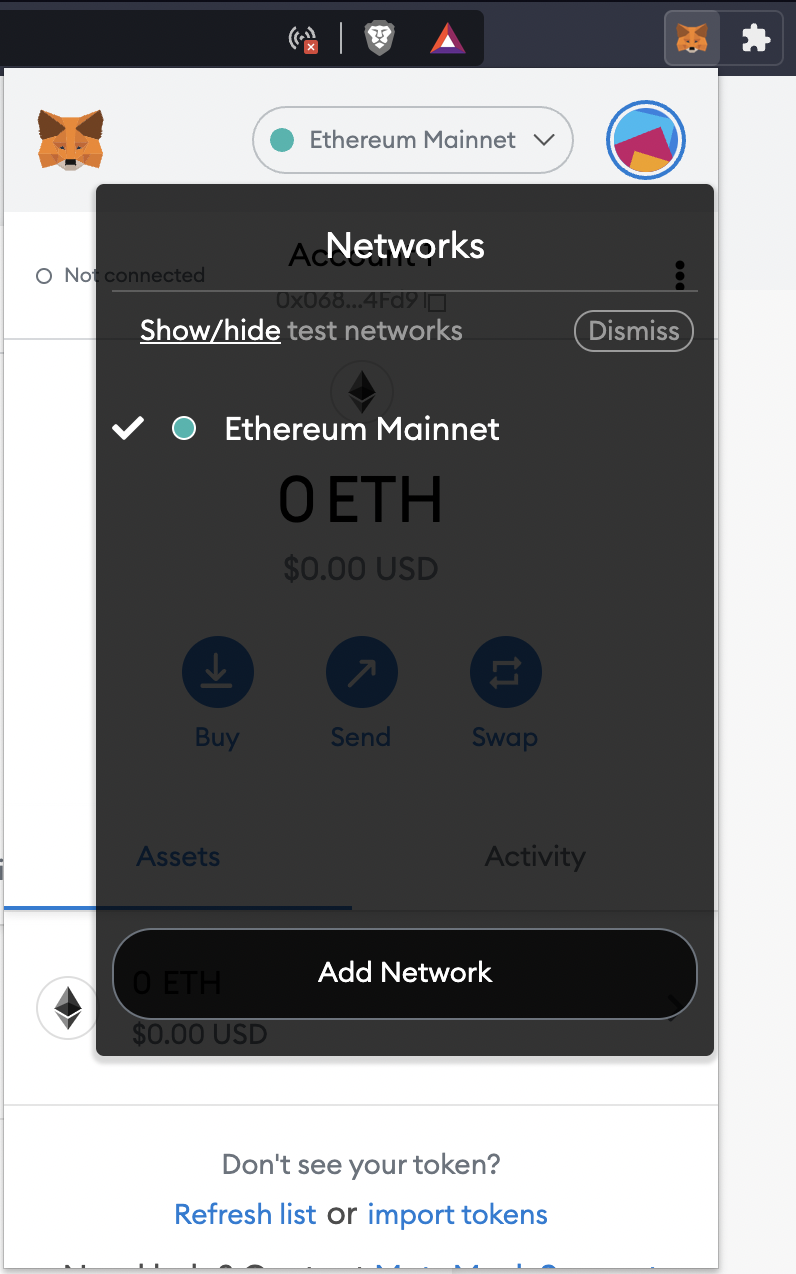 Ethereum Mainnet
Networks
Account 1
Not connected
0x068...4Fd9
Show/hide test networks
Dismiss
Ethereum Mainnet
0 ETH
$0.00 USD
Buy
Send
Swap
Assets
Activity
Add Network
0 ETH
$0.00 USD
Don't see your token?
Refresh list or import tokens